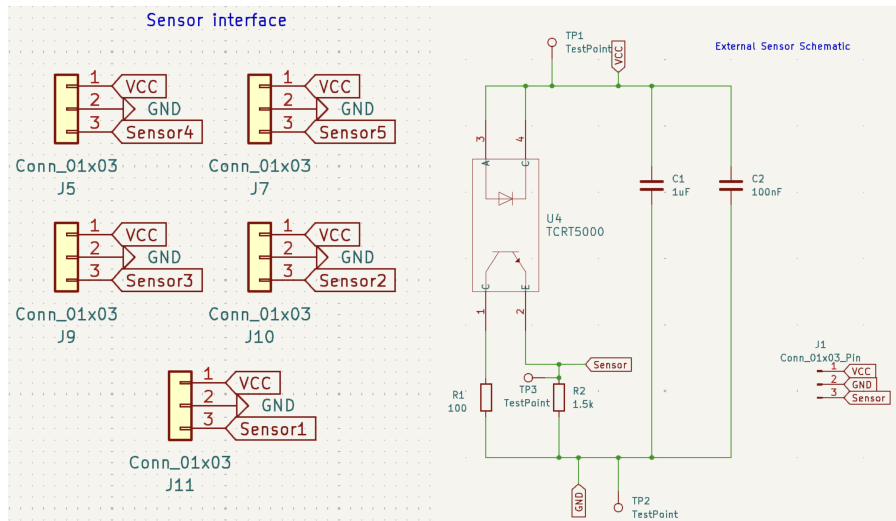 Sensor interface
1 VCC
2 GND
3 Sensor4
Conn_01x03
J5
1 VCC
2 GND
3 Sensor5
Conn_01x03
J7
1 VCC
2 GND
3 Sensor3
Conn_01x03
J9
1 VCC
2 GND
3 Sensor2
Conn_01x03
J10
1 VCC
2 GND
3 Sensor1
Conn_01x03
J11
External Sensor Schematic
TP1
TestPoint
VCC
3
4
A
C
U4
TCRT5000
C
E
1
2
C1
1uF
C2
100nF
Sensor
TP3
TestPoint
R1
100
R2
1.5k
GND
TP2
TestPoint
J1
Conn_01x03_Pin
1 VCC
2 GND
3 Sensor